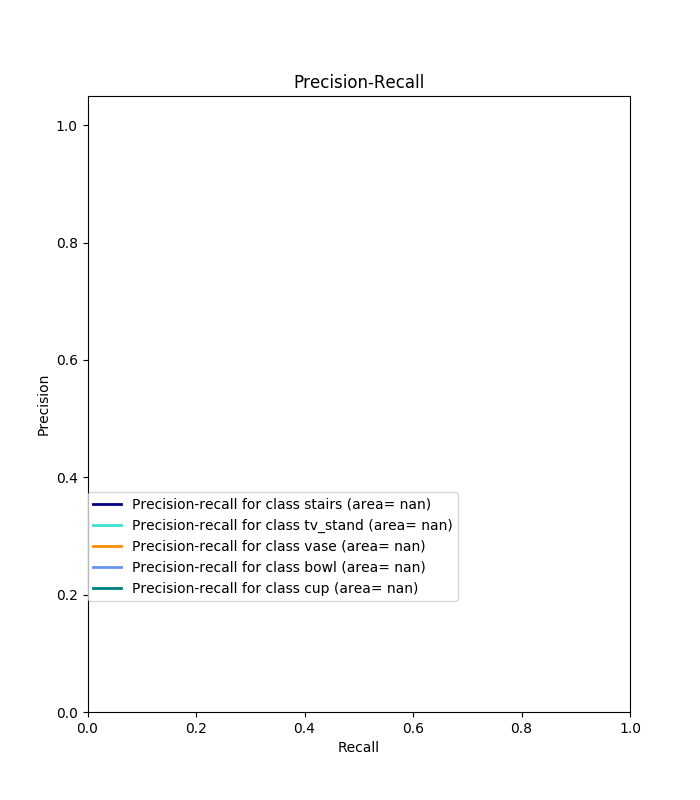 Precision-Recall
1.0
0.8
0.6
Precision
0.4
Precision-recall for class stairs (area= nan)
Precision-recall for class tv_stand (area= nan)
Precision-recall for class vase (area= nan)
Precision-recall for class bowl (area= nan)
Precision-recall for class cup (area= nan)
0.2
0.0
0.0 0.2 0.4 0.6 0.8 1.0
Recall